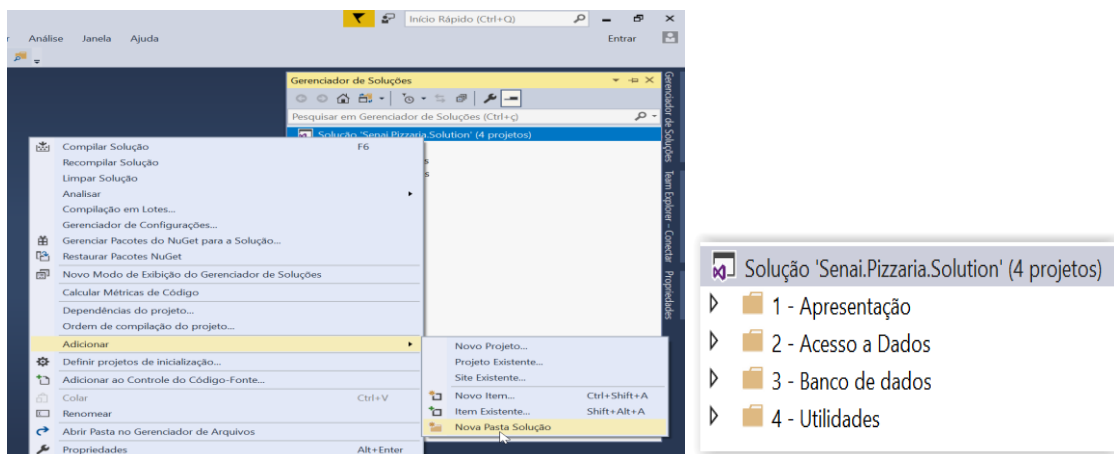 Início Rápido (Ctrl+Q)
Análise Janela Ajuda
Entrar
Gerenciador de Soluções
Pesquisar em Gerenciador de Soluções (Ctrl+ç)
Solução 'Senai.Pizzaria.Solution' (4 projetos)
Compilar Solução F6
Recompilar Solução
Limpar Solução
Analisar
Compilação em Lotes...
Gerenciador de Configurações...
Gerenciar Pacotes do NuGet para a Solução...
Restaurar Pacotes NuGet
Novo Modo de Exibição do Gerenciador de Soluções
Calcular Métricas de Código
Dependências do projeto...
Ordem de compilação do projeto...
Adicionar
Definir projetos de inicialização...
Adicionar ao Controle do Código-Fonte...
Colar Ctrl+V
Renomear
Abrir Pasta no Gerenciador de Arquivos
Propriedades Alt+Enter
Novo Projeto...
Projeto Existente...
Site Existente...
Novo Item... Ctrl+Shift+A
Item Existente... Shift+Alt+A
Nova Pasta Solução
Gerenciador de Soluções
Team Explorer – Conectar
Propriedades
Solução 'Senai.Pizzaria.Solution' (4 projetos)
1 - Apresentação
2 - Acesso a Dados
3 - Banco de dados
4 - Utilidades